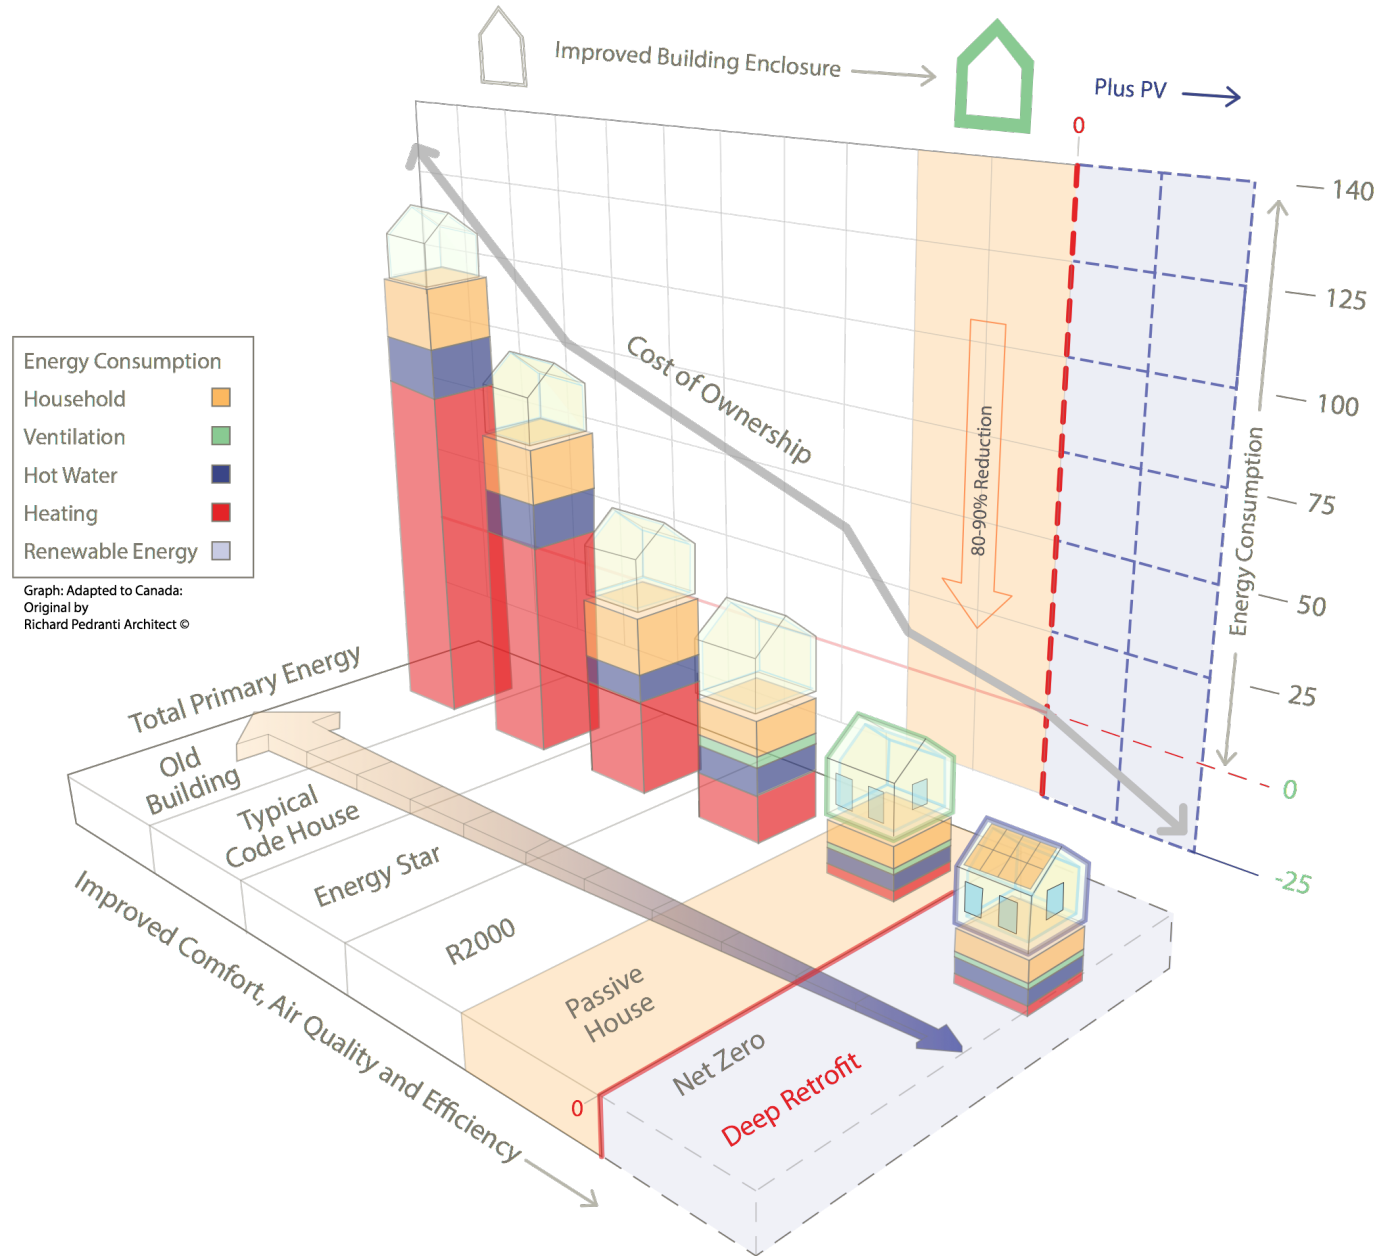 Improved Building Enclosure
Plus PV
0
140
125
100
75
50
25
0
-25
Energy Consumption
Cost of Ownership
80-90% Reduction
Energy Consumption
Household
Ventilation
Hot Water
Heating
Renewable Energy
Graph: Adapted to Canada:
Original by
Richard Pedranti Architect ©
Total Primary Energy
Old
Building
Typical
Code House
Energy Star
R2000
Passive
House
Net Zero
Deep Retrofit
0
Improved Comfort, Air Quality and Efficiency